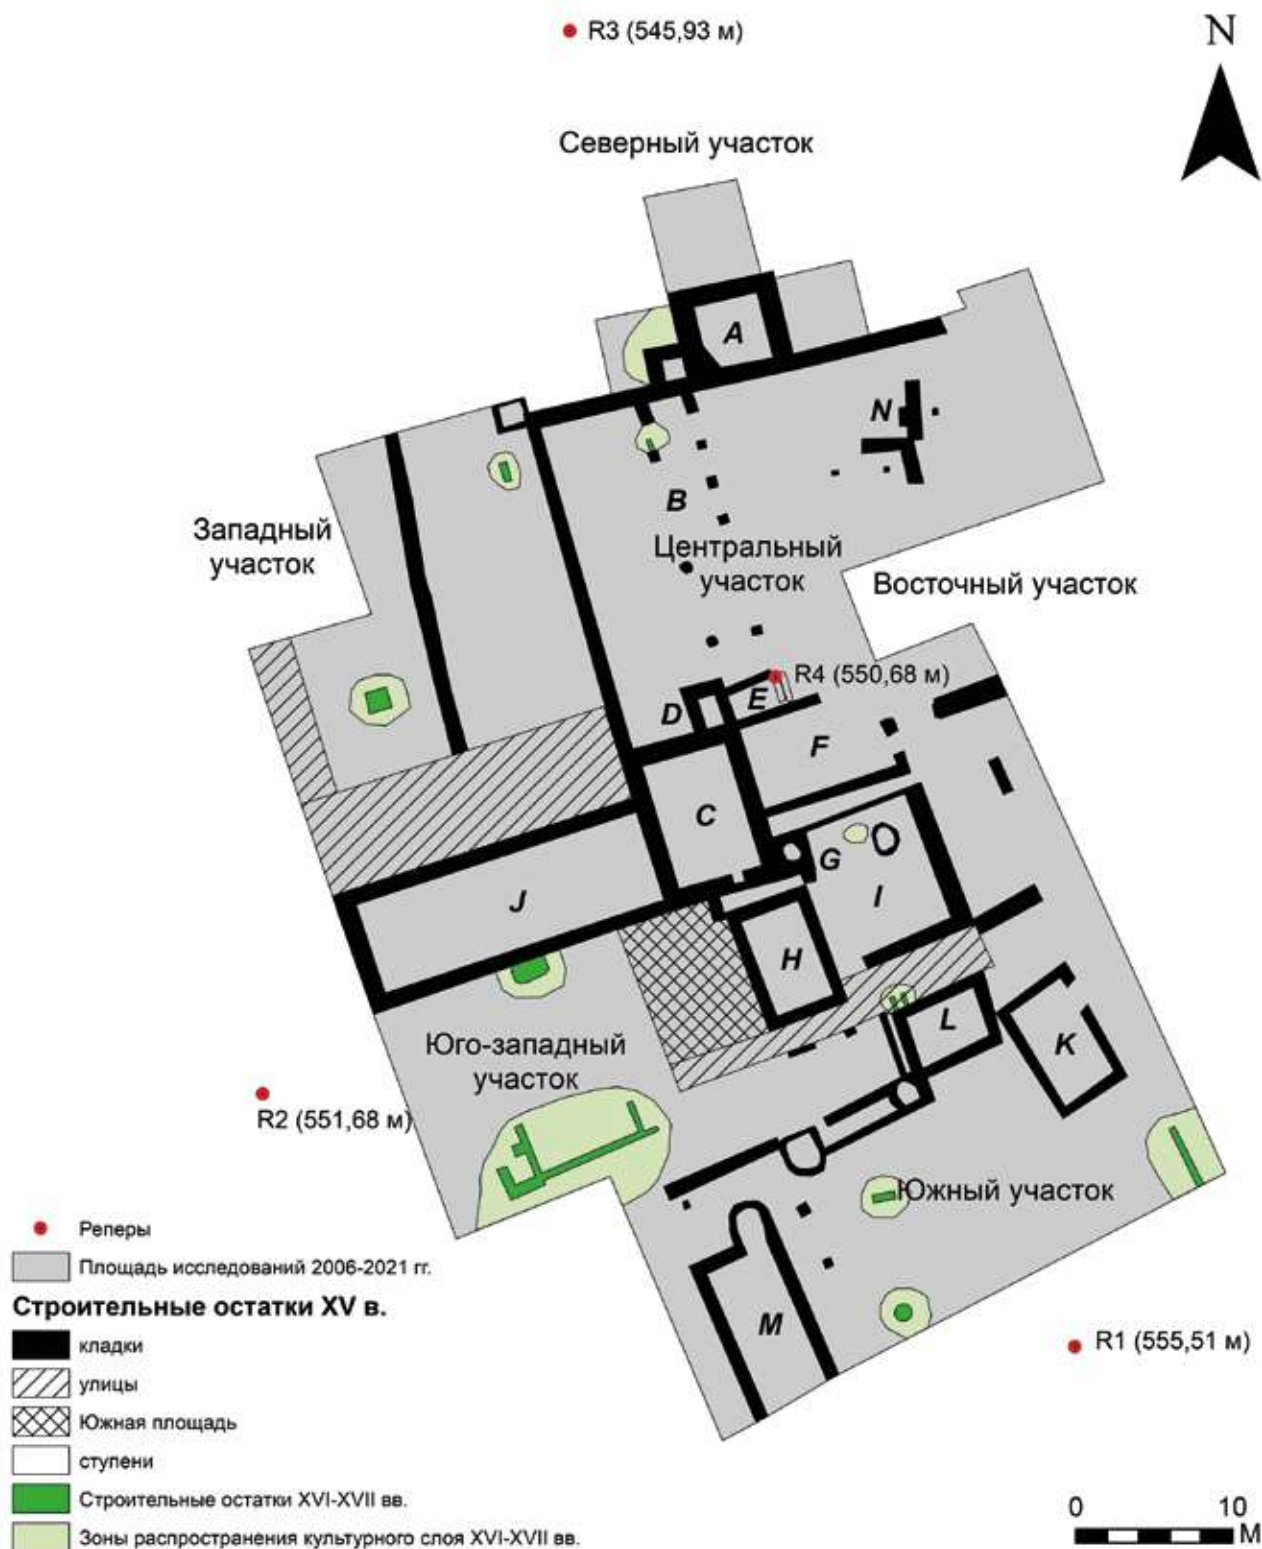 R3 (545,93 м)
N
Северный участок
A
N
B
Западный
участок
Центральный
участок
Восточный участок
R4 (550,68 м)
E
D
F
C
G
I
J
H
L
K
Юго-западный
участок
R2 (551,68 м)
Южный участок
M
R1 (555,51 м)
Реперы
Площадь исследований 2006-2021 гг.
Строительные остатки XV в.
кладки
улицы
Южная площадь
ступени
Строительные остатки XVI-XVII вв.
Зоны распространения культурного слоя XVI-XVII вв.
0 10
М